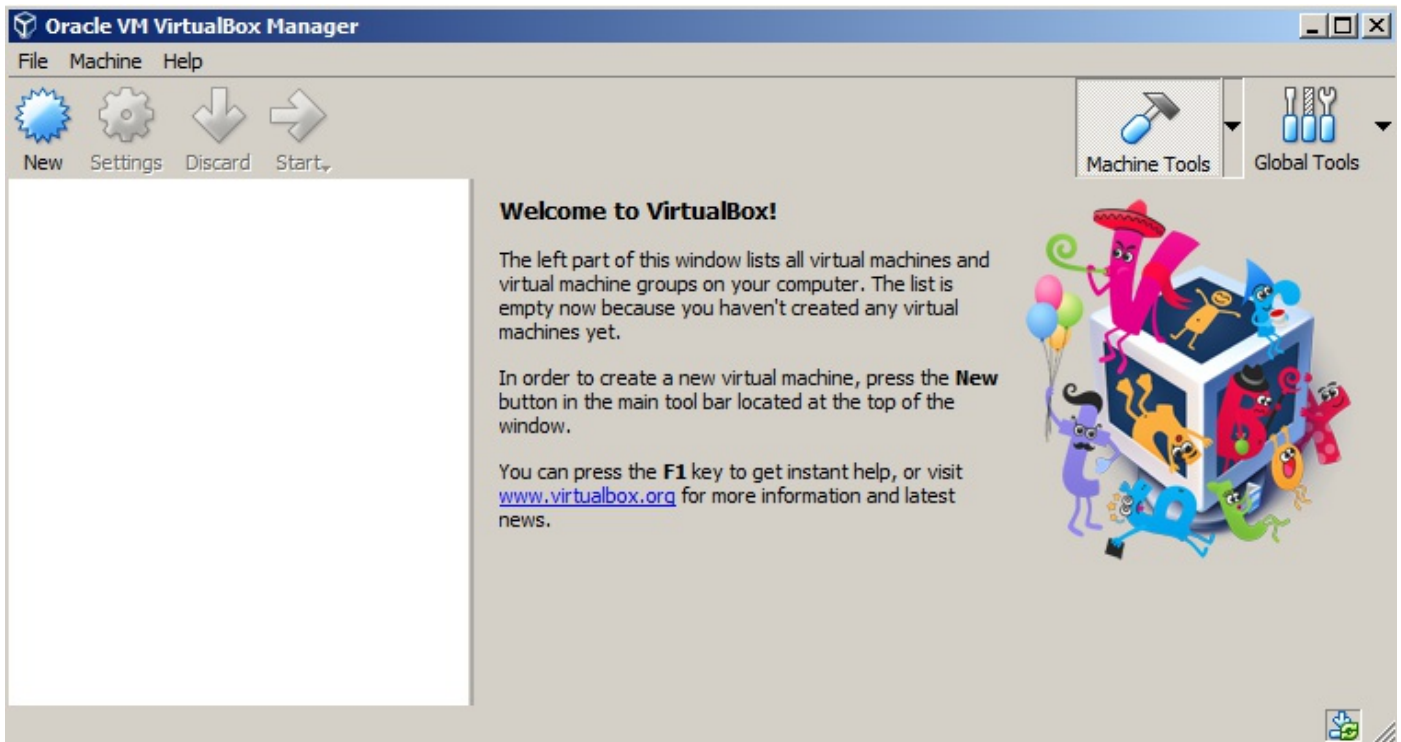 Oracle VM VirtualBox Manager
File Machine Help
New Settings Discard Start
Machine Tools Global Tools
Welcome to VirtualBox!
The left part of this window lists all virtual machines and
virtual machine groups on your computer. The list is
empty now because you haven't created any virtual
machines yet.
In order to create a new virtual machine, press the New
button in the main tool bar located at the top of the
window.
You can press the F1 key to get instant help, or visit
www.virtualbox.org for more information and latest
news.